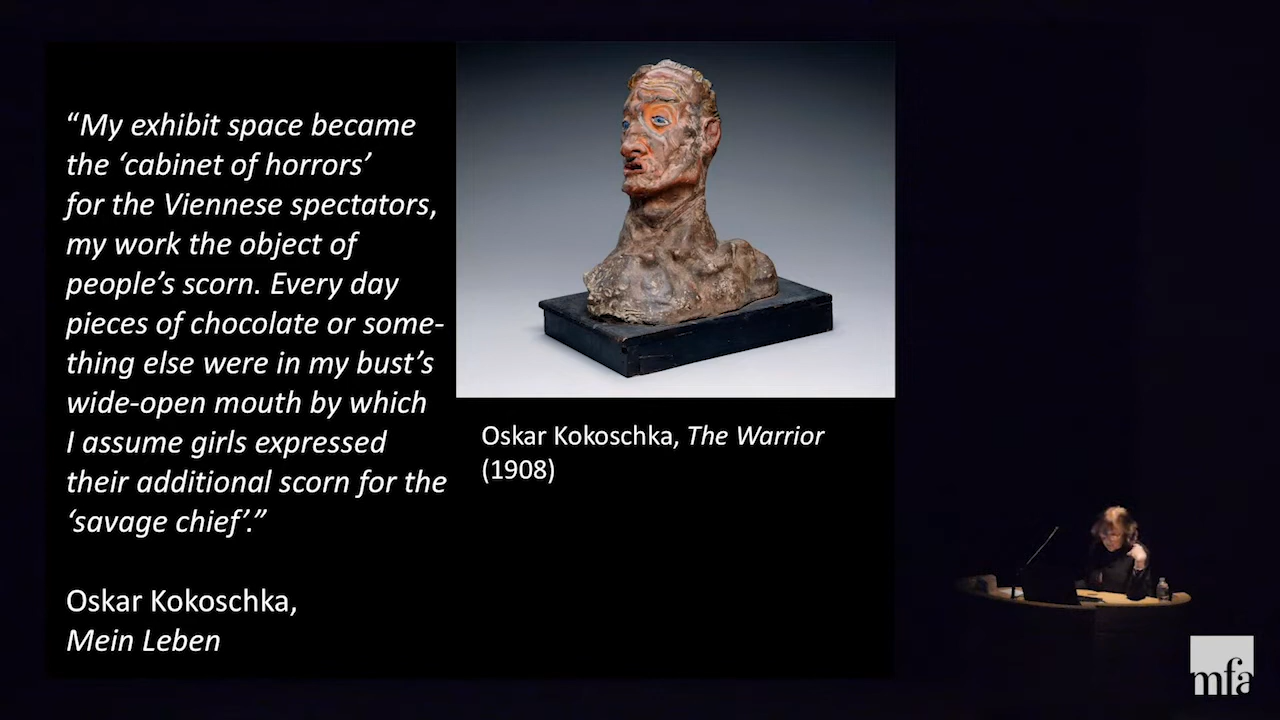 “My exhibit space became
the ‘cabinet of horrors’
for the Viennese spectators,
my work the object of
people’s scorn. Every day
pieces of chocolate or some-
thing else were in my bust’s
wide-open mouth by which
I assume girls expressed
their additional scorn for the
‘savage chief’.”
Oskar Kokoschka,
Mein Leben
Oskar Kokoschka, The Warrior
(1908)
mfa